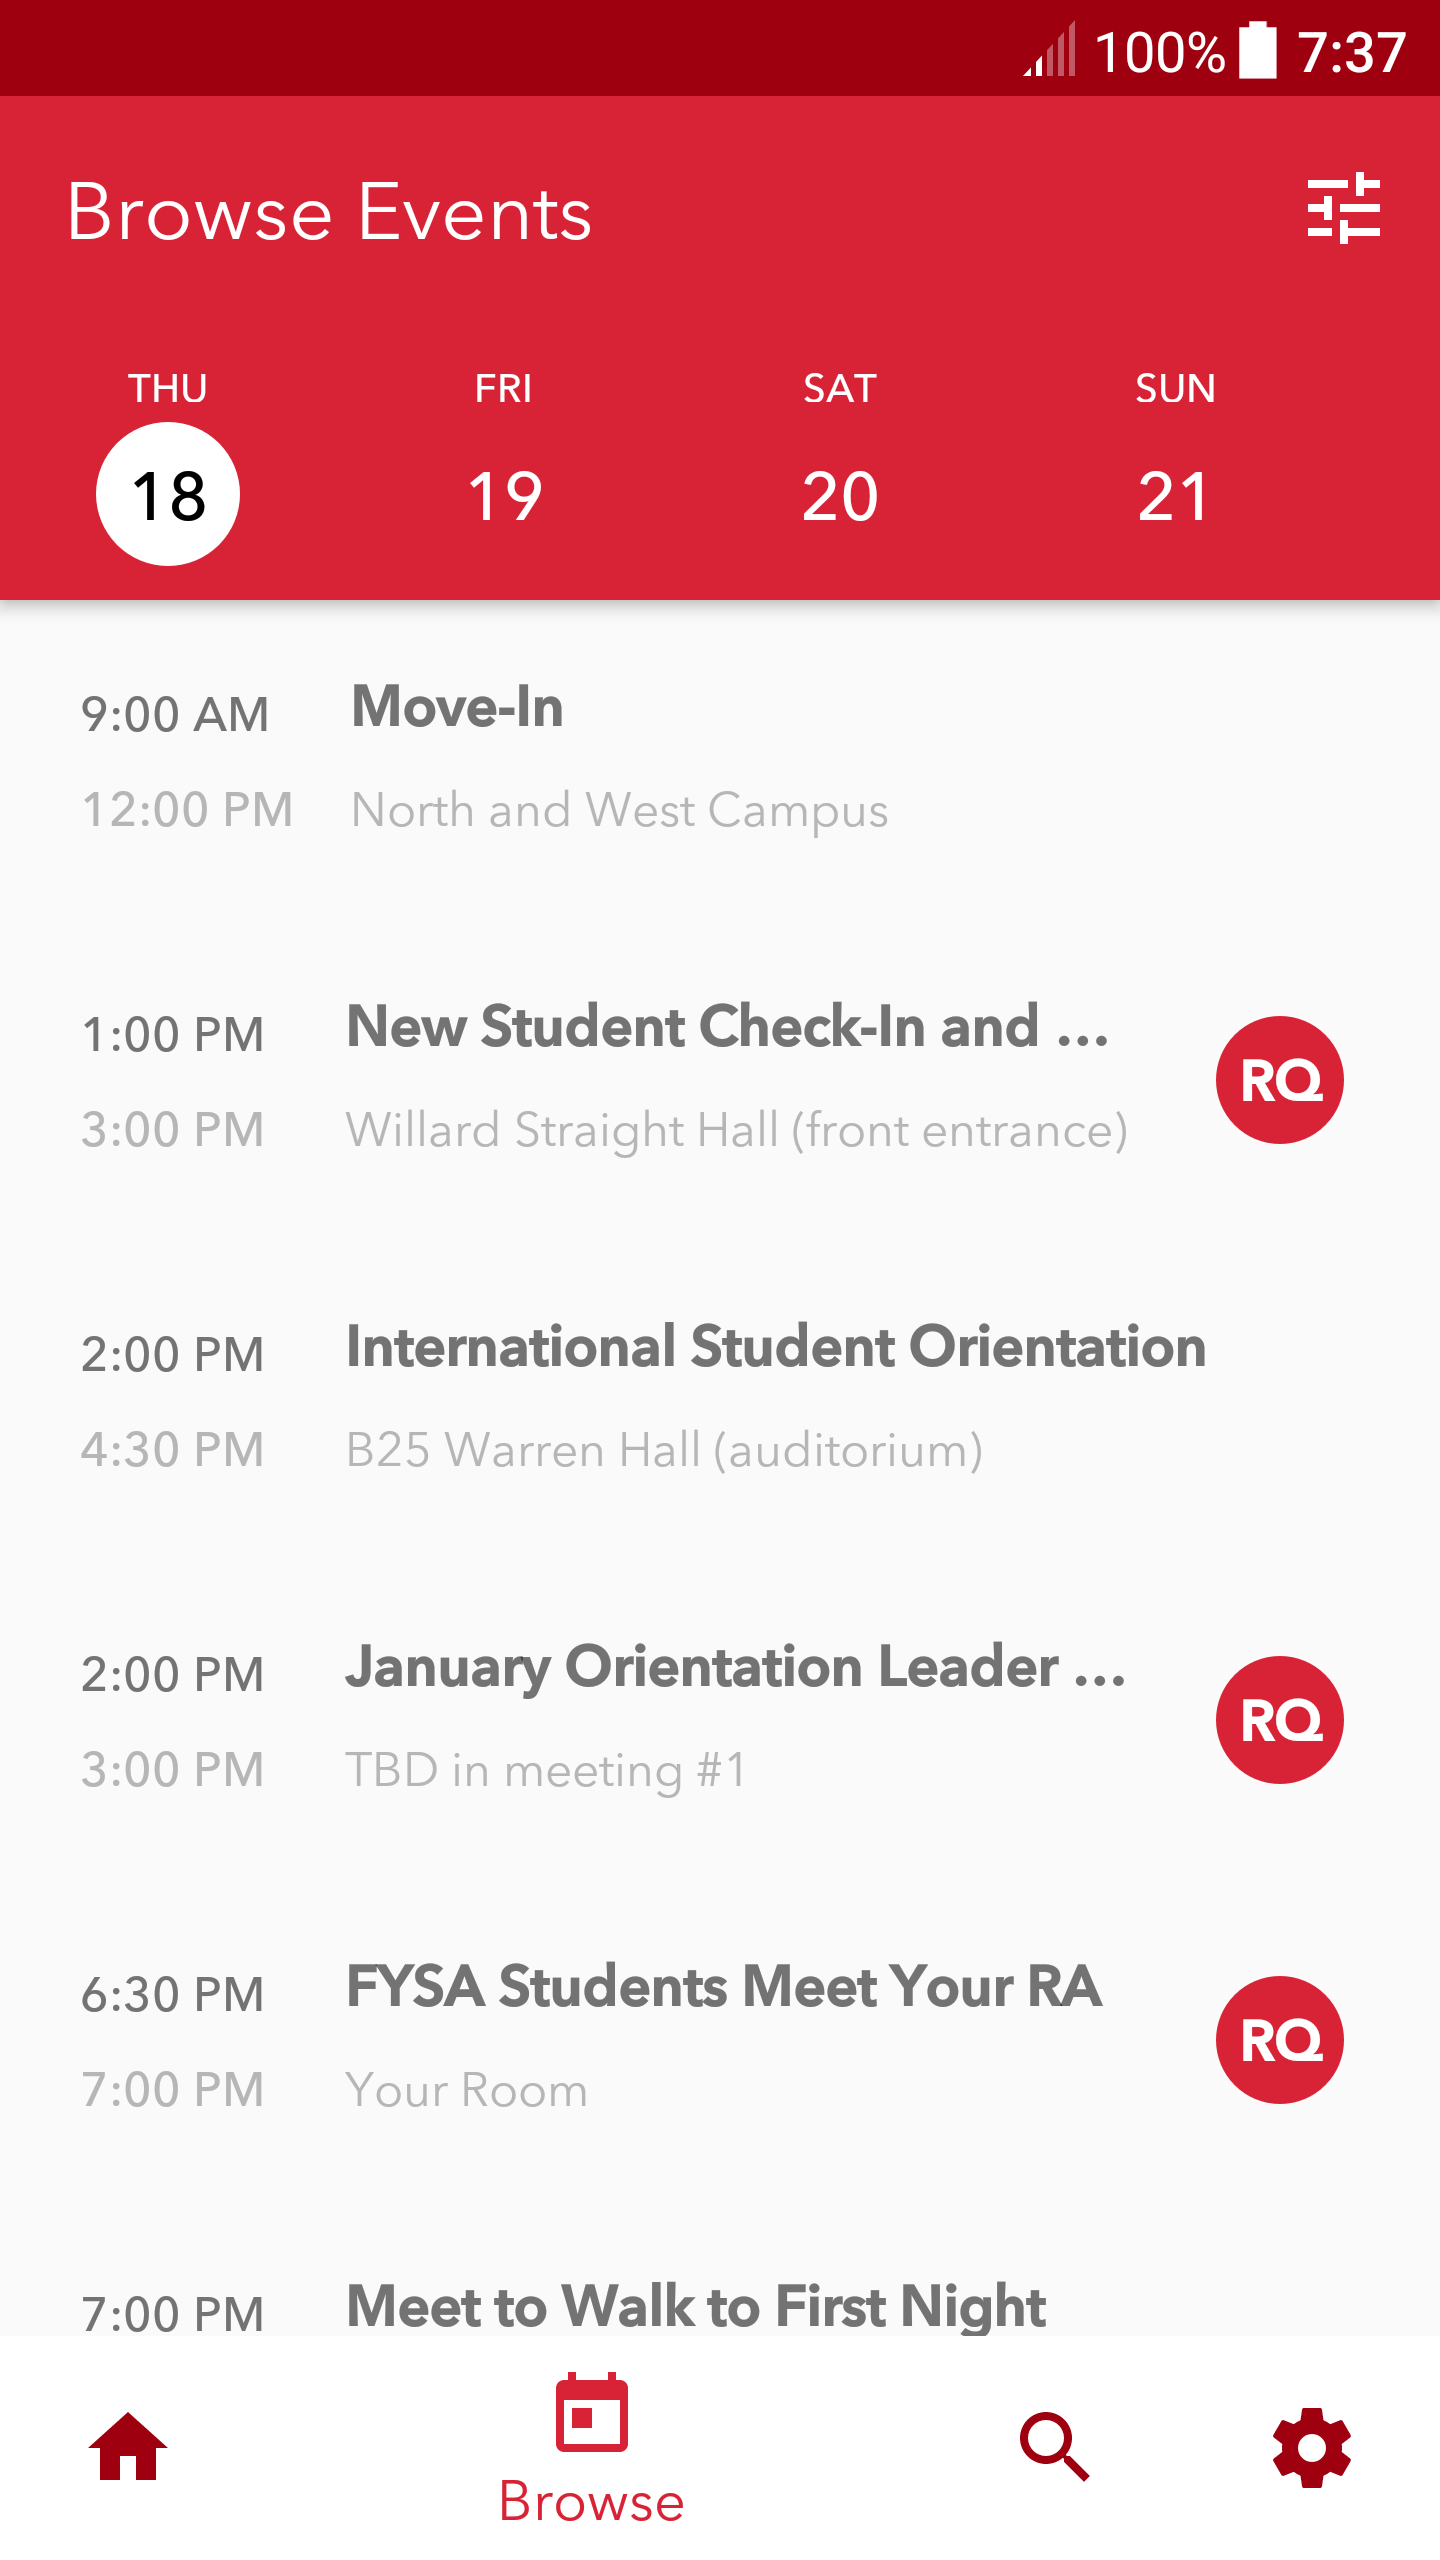 100% 7:37
Browse Events
THU FRI SAT SUN
18 19 20 21
9:00 AM Move-In
12:00 PM North and West Campus
1:00 PM New Student Check-In and ...
3:00 PM Willard Straight Hall (front entrance)
RQ
2:00 PM International Student Orientation
4:30 PM B25 Warren Hall (auditorium)
2:00 PM January Orientation Leader ...
3:00 PM TBD in meeting #1
RQ
6:30 PM FYSA Students Meet Your RA
7:00 PM Your Room
RQ
7:00 PM Meet to Walk to First Night
Browse